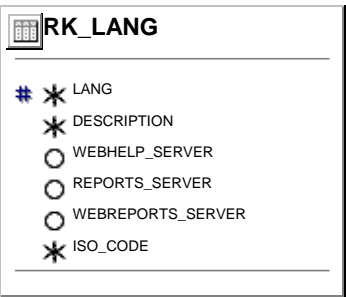 RK_LANG
# * LANG
* DESCRIPTION
O WEBHELP_SERVER
O REPORTS_SERVER
O WEBREPORTS_SERVER
* ISO_CODE